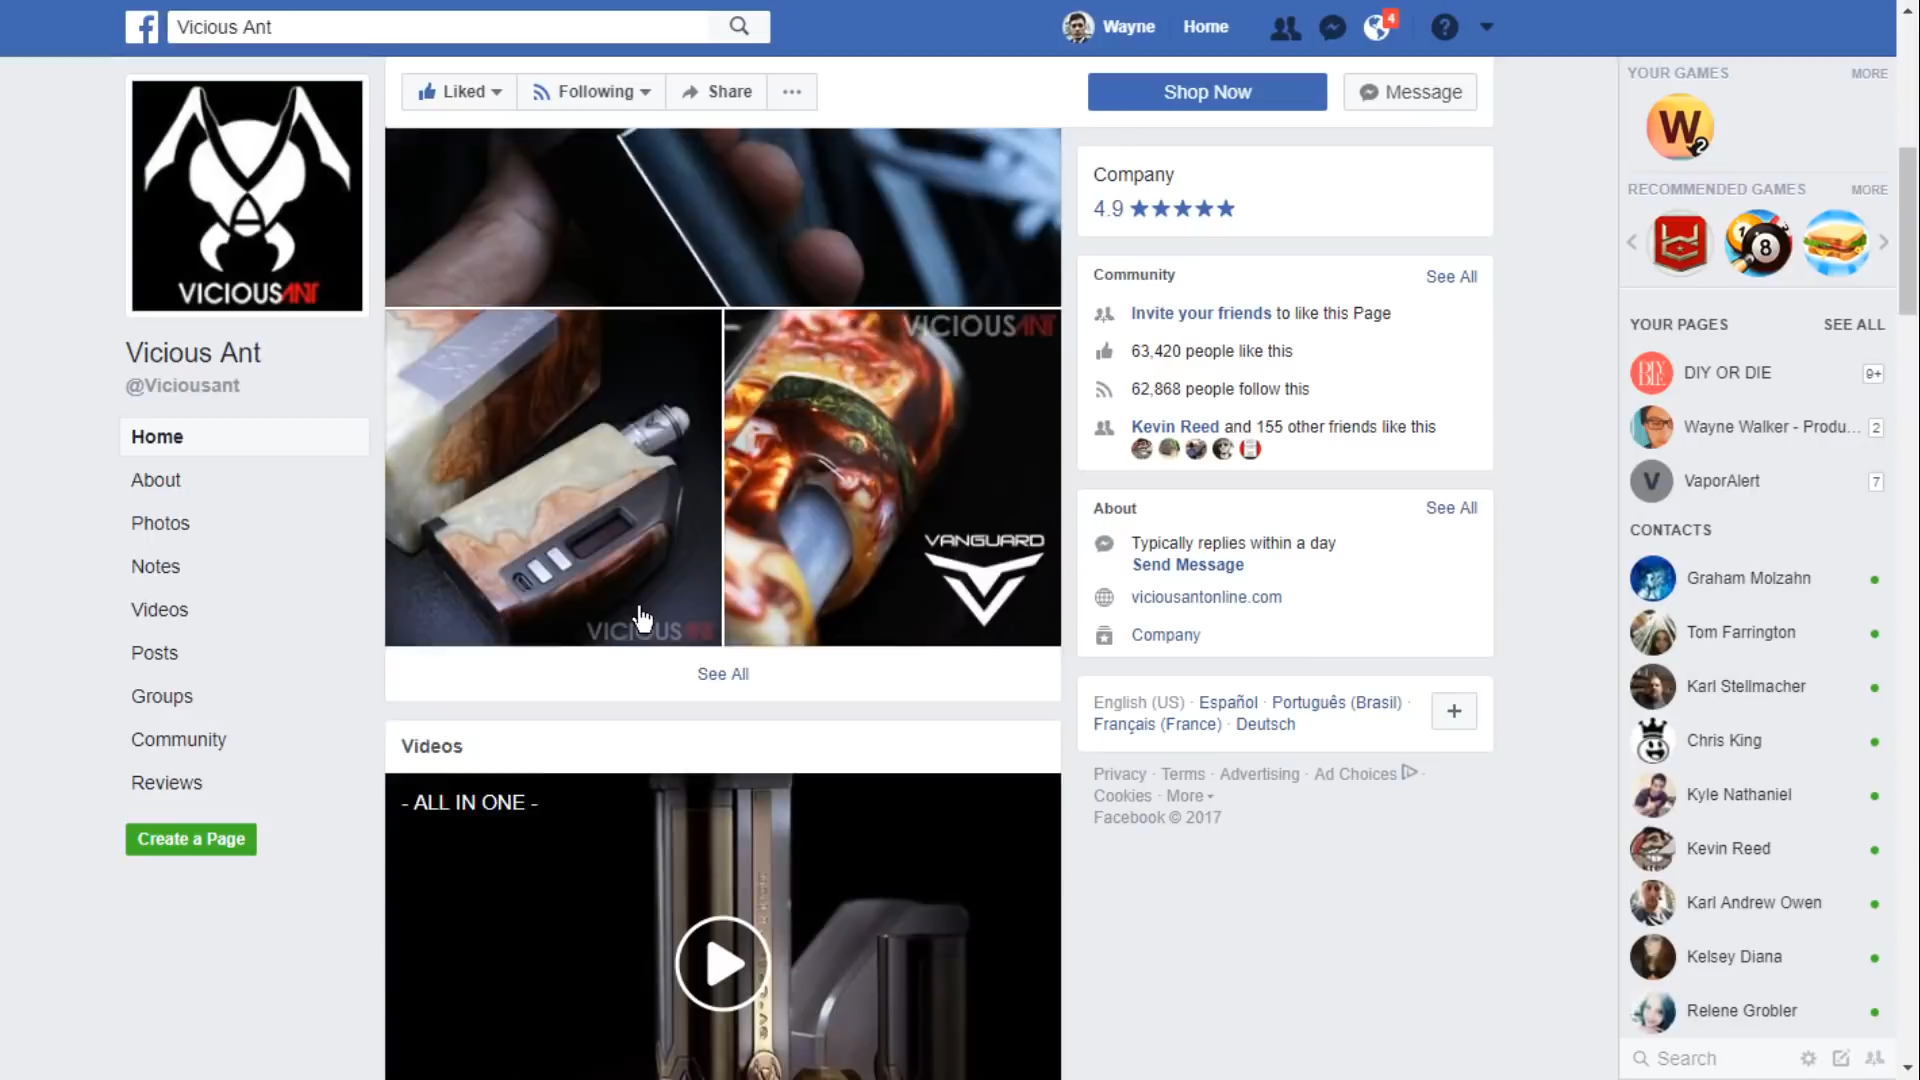 Vicious Ant
Wayne
Home
4
Liked
Following
Share
Shop Now
Message
VICIOUSANT
Vicious Ant
@Viciousant
Home
About
Photos
Notes
Videos
Posts
Groups
Community
Reviews
Create a Page
VICIOUSANT
VICIOUSANT
VANGUARD
See All
Videos
- ALL IN ONE -
Company
4.9
Community
See All
Invite your friends to like this Page
63,420 people like this
62,868 people follow this
Kevin Reed and 155 other friends like this
About
See All
Typically replies within a day
Send Message
viciousantonline.com
Company
English (US) · Español · Português (Brasil) ·
Français (France) · Deutsch
Privacy · Terms · Advertising · Ad Choices ·
Cookies · More
Facebook © 2017
YOUR GAMES
MORE
W
2
RECOMMENDED GAMES
MORE
1
8
YOUR PAGES
SEE ALL
DIY OR DIE
9+
Wayne Walker - Produ...
2
V
VaporAlert
7
CONTACTS
Graham Molzahn
Tom Farrington
Karl Stellmacher
Chris King
Kyle Nathaniel
Kevin Reed
Karl Andrew Owen
Kelsey Diana
Relene Grobler
Search